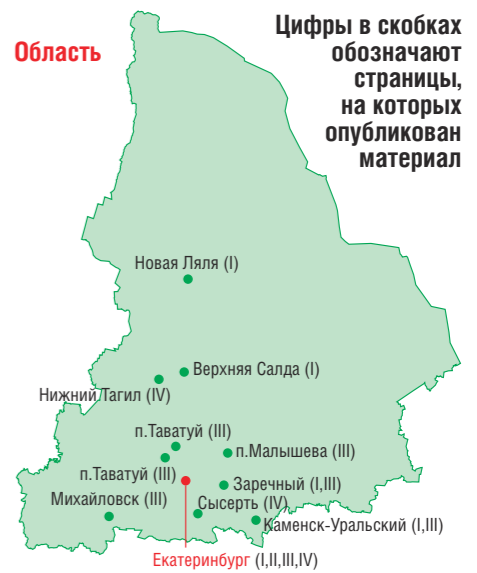 Область
Цифры в скобках
обозначают
страницы,
на которых
опубликован
материал
Новая Ляля (I)
Верхняя Салда (I)
Нижний Тагил (IV)
п.Таватуй (III)
п.Малышева (III)
п.Таватуй (III)
Заречный (I,III)
Михайловск (III)
Сысерть (IV)
Каменск-Уральский (I,III)
Екатеринбург (I,II,III,IV)